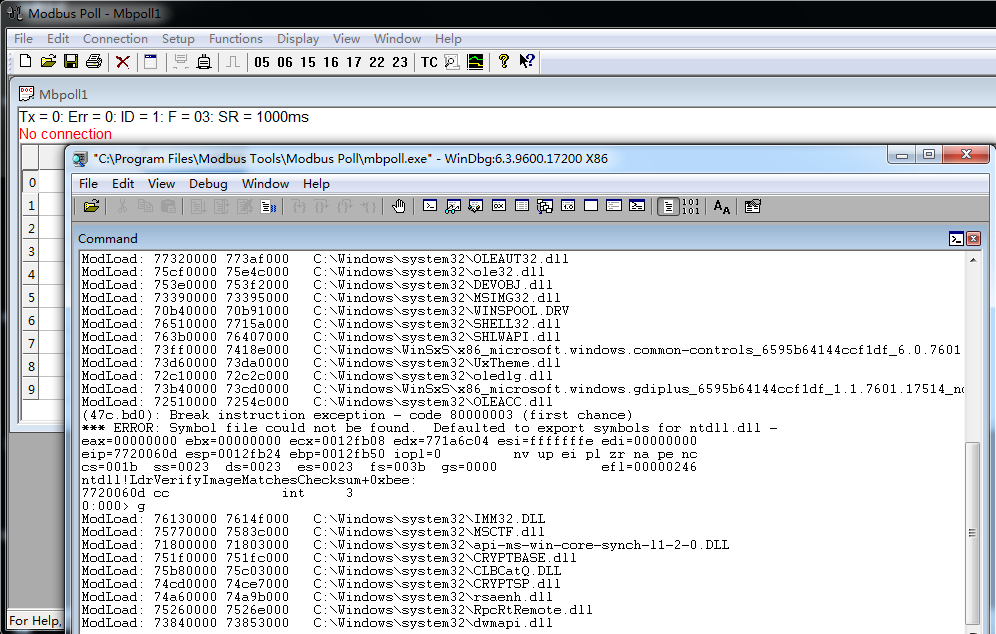 Modbus Poll - Mbpoll1
File Edit Connection Setup Functions Display View Window Help
05 06 15 16 17 22 23 TC
Mbpoll1
Tx = 0: Err = 0: ID = 1: F = 03: SR = 1000ms
No connection
"C:\Program Files\Modbus Tools\Modbus Poll\mbpoll.exe" - WinDbg:6.3.9600.17200 X86
File Edit View Debug Window Help
Command
0
1
2
3
4
5
6
7
8
9
ModLoad: 77320000 773af000   C:\Windows\system32\OLEAUT32.dll
ModLoad: 75cf0000 75e4c000   C:\Windows\system32\ole32.dll
ModLoad: 753e0000 753f2000   C:\Windows\system32\DEVOBJ.dll
ModLoad: 73390000 73395000   C:\Windows\system32\MSIMG32.dll
ModLoad: 70b40000 70b91000   C:\Windows\system32\WINSPOOL.DRV
ModLoad: 76510000 7715a000   C:\Windows\system32\SHELL32.dll
ModLoad: 763b0000 76407000   C:\Windows\system32\SHLWAPI.dll
ModLoad: 73ff0000 7418e000   C:\Windows\WinSxS\x86_microsoft.windows.common-controls_6595b64144ccf1df_6.0.7601
ModLoad: 73d60000 73da0000   C:\Windows\system32\UxTheme.dll
ModLoad: 72c10000 72c2c000   C:\Windows\system32\oledlg.dll
ModLoad: 73b40000 73cd0000   C:\Windows\WinSxS\x86_microsoft.windows.gdiplus_6595b64144ccf1df_1.1.7601.17514_no
ModLoad: 72510000 7254c000   C:\Windows\system32\OLEACC.dll
(47c.bd0): Break instruction exception - code 80000003 (first chance)
*** ERROR: Symbol file could not be found.  Defaulted to export symbols for ntdll.dll -
eax=00000000 ebx=00000000 ecx=0012fb08 edx=771a6c04 esi=fffffffe edi=00000000
eip=7720060d esp=0012fb24 ebp=0012fb50 iopl=0         nv up ei pl zr na pe nc
cs=001b  ss=0023  ds=0023  es=0023  fs=003b  gs=0000             efl=00000246
ntdll!LdrVerifyImageMatchesChecksum+0xbee:
7720060d cc              int     3
0:000> g
ModLoad: 76130000 7614f000   C:\Windows\system32\IMM32.DLL
ModLoad: 75770000 7583c000   C:\Windows\system32\MSCTF.dll
ModLoad: 71800000 71803000   C:\Windows\system32\api-ms-win-core-synch-l1-2-0.DLL
ModLoad: 751f0000 751fc000   C:\Windows\system32\CRYPTBASE.dll
ModLoad: 75b80000 75c03000   C:\Windows\system32\CLBCatQ.DLL
ModLoad: 74cd0000 74ce7000   C:\Windows\system32\CRYPTSP.dll
ModLoad: 74a60000 74a9b000   C:\Windows\system32\rsaenh.dll
ModLoad: 75260000 7526e000   C:\Windows\system32\RpcRtRemote.dll
ModLoad: 73840000 73853000   C:\Windows\system32\dwmapi.dll
For Help,